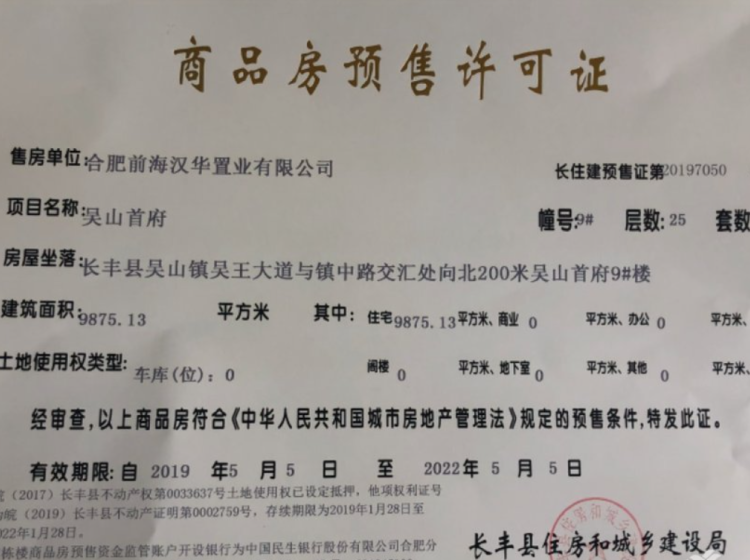 商品房预售许可证
售房单位:合肥前海汉华置业有限公司 长住建预售证第20197050
项目名称:吴山首府 幢号:9# 层数:25 套数
房屋坐落:长丰县吴山镇吴王大道与镇中路交汇处向北200米吴山首府9#楼
建筑面积:9875.13 平方米 其中: 住宅9875.13平方米、商业 0 平方米、办公 0 平方米、
土地使用权类型: 车库(位):0 阁楼 0 平方米、地下室 0 平方米、其他 0 平方米
经审查,以上商品房符合《中华人民共和国城市房地产管理法》规定的预售条件,特发此证。
有效期限:自 2019 年5 月 5 日 至 2022年 5 月 5 日
皖(2017)长丰县不动产权第0033637号土地使用权已设定抵押,他项权利证号
为皖(2019)长丰县不动产证明第0002759号,存续期限为2019年1月28日至
2022年1月28日。
栋楼商品房预售资金监管账户开设银行为中国民生银行股份有限公司合肥分
长丰县住房和城乡建设局